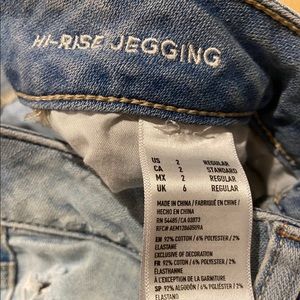 HI-RISE JEGGING
US 2 REGULAR
CA 2 STANDARD
MX 2 REGULAR
UK 6 REGULAR
MADE IN CHINA / FABRIQUÉ EN CHINE /
HECHO EN CHINA
RN 54485 / CA 03973
EN 92% COTTON / 6% POLYESTER / 2%
ELASTANE
EXCLUSIVE OF DECORATION
FR 92% COTON / 6% POLYESTER / 2%
ÉLASTHANNE
À L'EXCEPTION DE LA GARNITURE
SP 92% ALGODÓN / 6% POLIÉSTER / 2%
ELASTANO